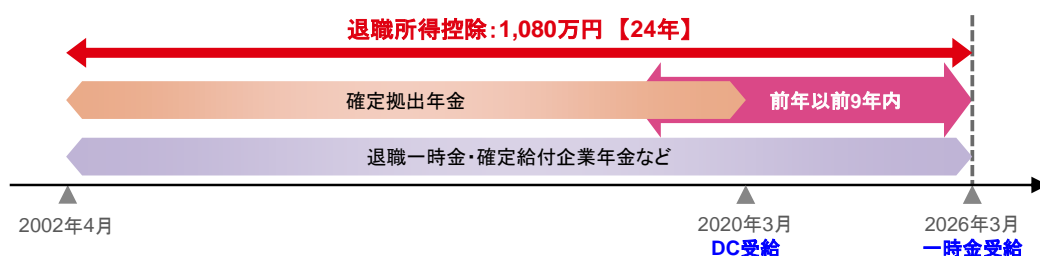 退職所得控除：1,080万円 【24年】
確定拠出年金
前年以前9年内
退職一時金・確定給付企業年金など
2002年4月
2020年3月
DC受給
2026年3月
一時金受給